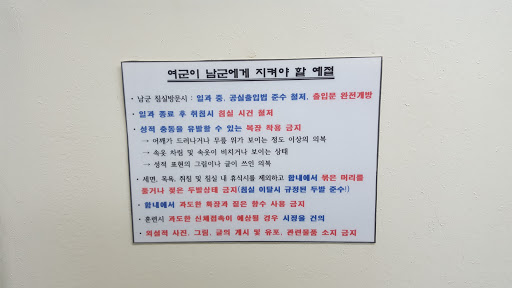 여군이 남군에게 지켜야 할 예절
· 남군 침실방문시 : 일과 중, 공실출입법 준수 철저, 출입문 완전개방
· 일과 종료 후 취침시 침실 시건 철저
· 성적 충동을 유발할 수 있는 복장 착용 금지
→ 어깨가 드러나거나 무릎 위가 보이는 정도 이상의 의복
→ 속옷 차림 및 속옷이 비치거나 보이는 상태
→ 성적 표현의 그림이나 글이 쓰인 의복
· 세면, 목욕, 취침 및 침실 내 휴식시를 제외하고 함내에서 묶은 머리를
풀거나 젖은 두발상태 금지(침실 이탈시 규정된 두발 준수!)
· 함내에서 과도한 화장과 짙은 향수 사용 금지
· 훈련시 과도한 신체접촉이 예상될 경우 시정을 건의
· 외설적 사진, 그림, 글의 게시 및 유포, 관련물품 소지 금지